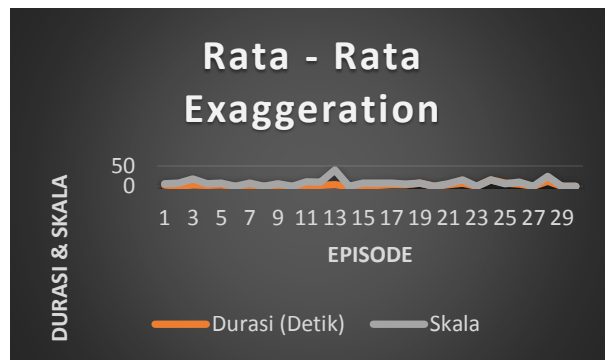 Rata - Rata
Exaggeration
DURASI & SKALA
50
0
1 3 5 7 9 11 13 15 17 19 21 23 25 27 29
EPISODE
Durasi (Detik) Skala